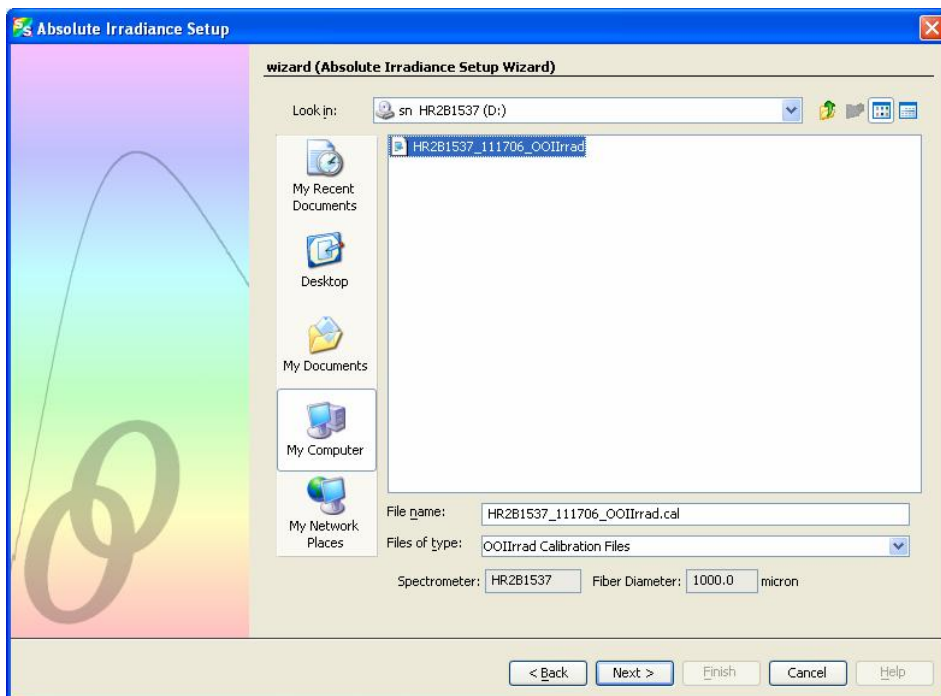 Absolute Irradiance Setup
wizard (Absolute Irradiance Setup Wizard)
Look in:
sn HR2B1537 (D:)
HR2B1537_111706_OOIIrrad
My Recent
Documents
Desktop
My Documents
My Computer
My Network
Places
File name:
HR2B1537_111706_OOIIrrad.cal
Files of type:
OOIIrrad Calibration Files
Spectrometer: HR2B1537 Fiber Diameter: 1000.0 micron
< Back Next > Finish Cancel Help